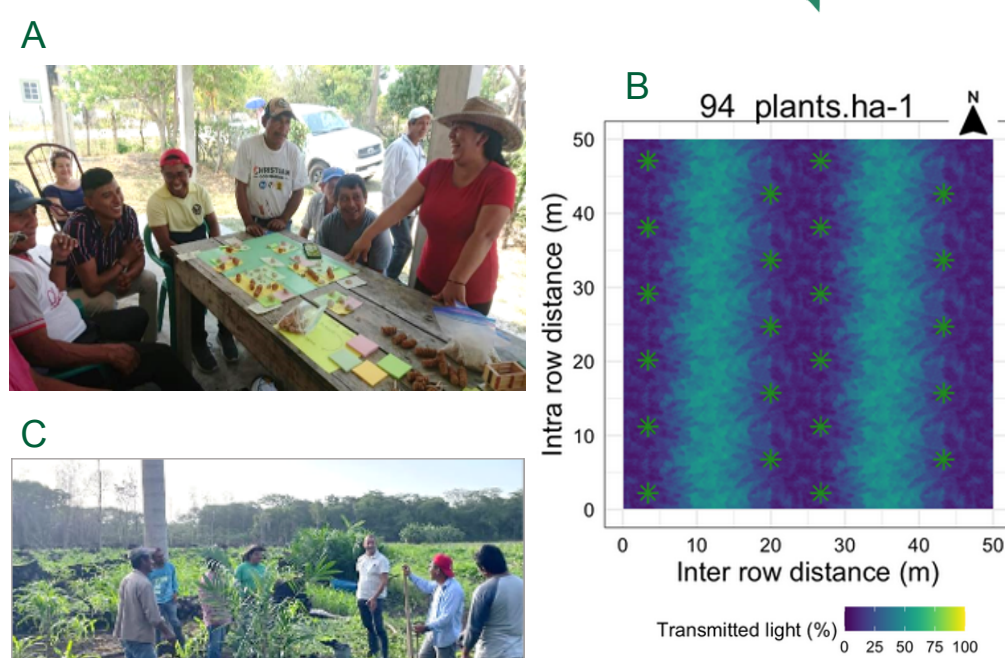 A
CHRISTIAN
B
94 plants.ha-1
N
Intra row distance (m)
50
40
30
20
10
0
0 10 20 30 40 50
Inter row distance (m)
Transmitted light (%)
0 25 50 75 100
C